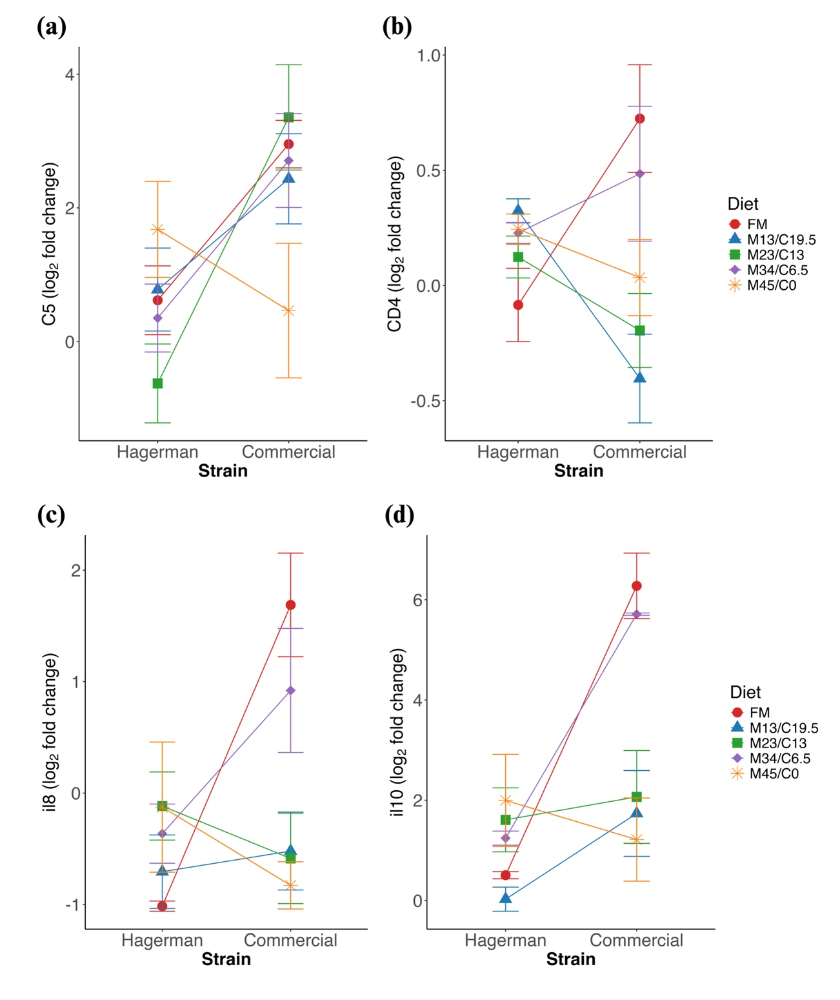 (a)
C5 (log2 fold change)
4
2
0
Hagerman
Commercial
Strain
(b)
CD4 (log2 fold change)
1.0
0.5
0.0
-0.5
Hagerman
Commercial
Strain
Diet
FM
M13/C19.5
M23/C13
M34/C6.5
M45/C0
(c)
il8 (log2 fold change)
2
1
0
-1
Hagerman
Commercial
Strain
(d)
il10 (log2 fold change)
6
4
2
0
Hagerman
Commercial
Strain
Diet
FM
M13/C19.5
M23/C13
M34/C6.5
M45/C0